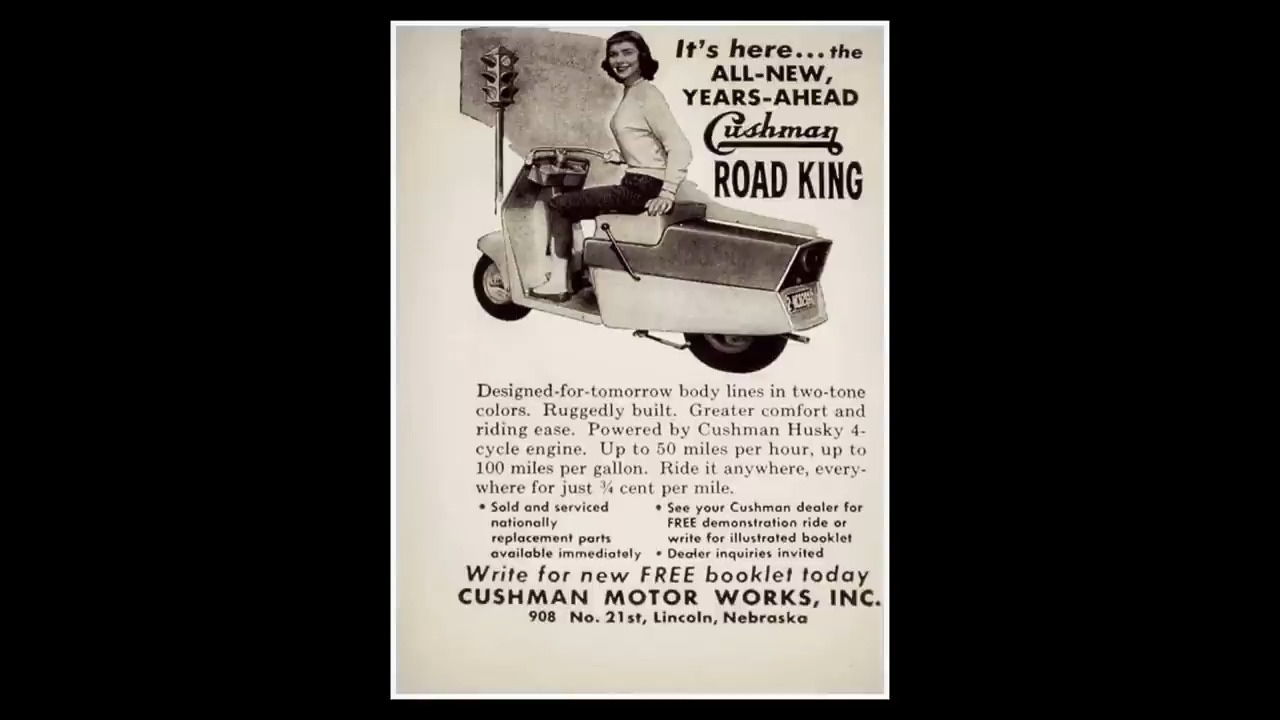 It's here...the
ALL-NEW,
YEARS-AHEAD
Cushman
ROAD KING
Designed-for-tomorrow body lines in two-tone
colors. Ruggedly built. Greater comfort and
riding ease. Powered by Cushman Husky 4-
cycle engine. Up to 50 miles per hour, up to
100 miles per gallon. Ride it anywhere, every-
where for just ¾ cent per mile.
• Sold and serviced
nationally
replacement parts
available immediately
• See your Cushman dealer for
FREE demonstration ride or
write for illustrated booklet
• Dealer inquiries invited
Write for new FREE booklet today
CUSHMAN MOTOR WORKS, INC.
908 No. 21st, Lincoln, Nebraska